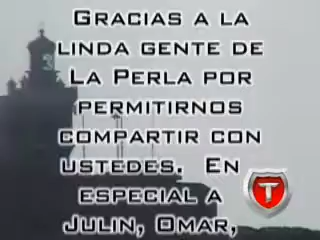 GRACIAS A LA
LINDA GENTE DE
LA PERLA POR
PERMITIRNOS
COMPARTIR CON
USTEDES. EN
ESPECIAL A
JULIN, OMAR,
T